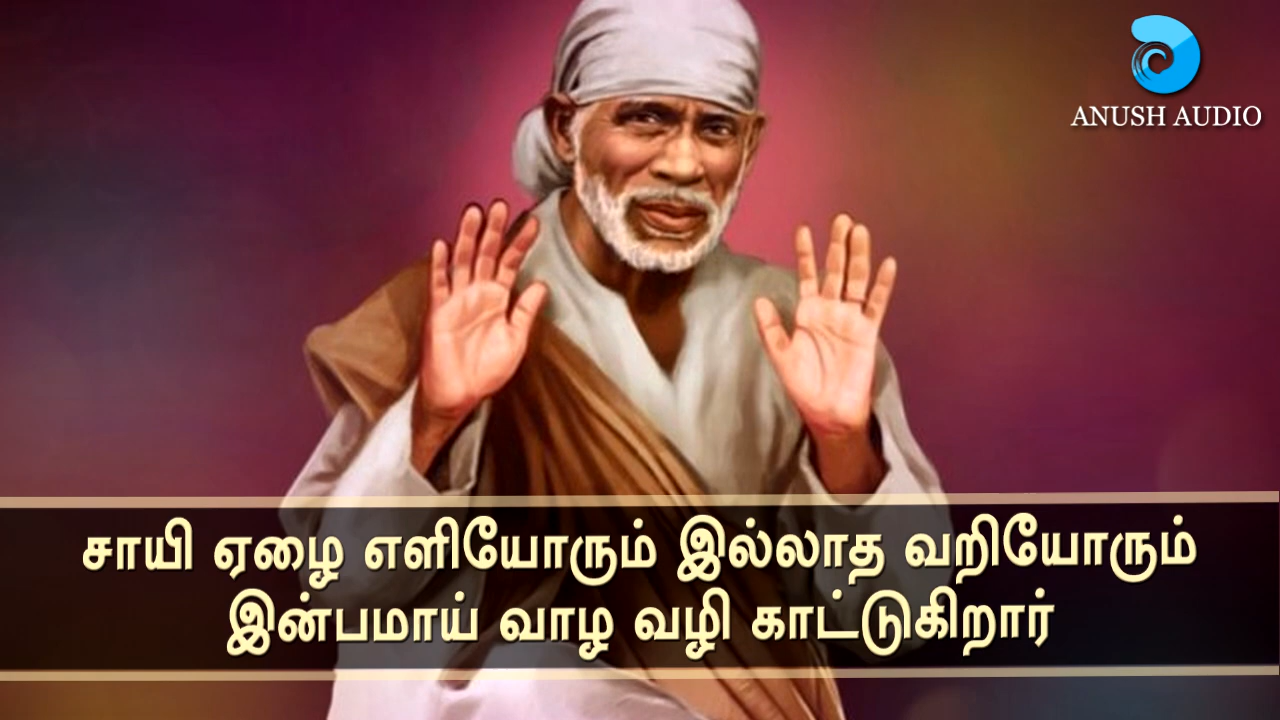 ANUSH AUDIO
சாயி ஏழை எளியோரும் இல்லாத வறியோரும்
இன்பமாய் வாழ வழி காட்டுகிறார்